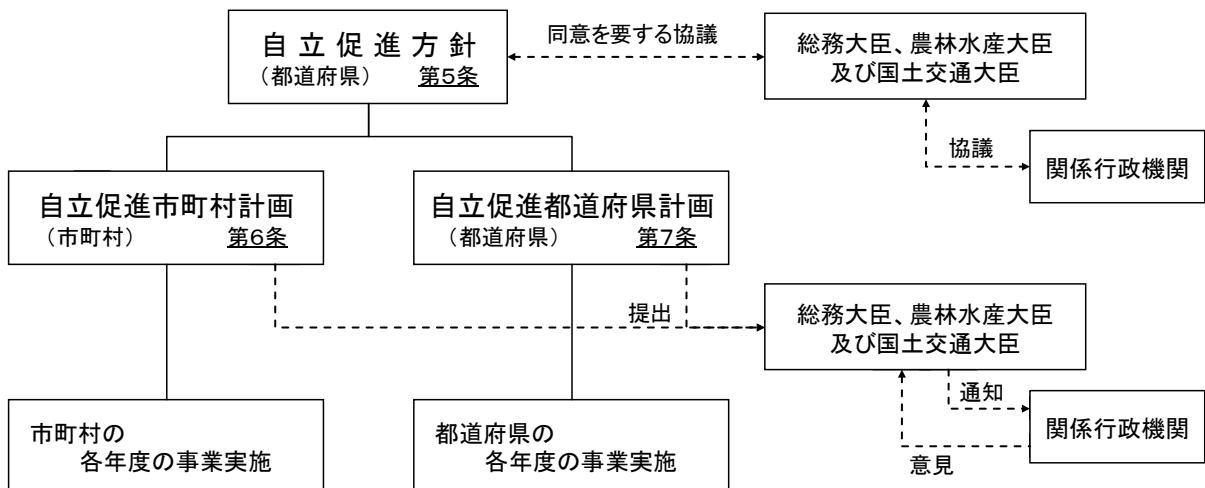 自立促進方針
（都道府県） 第5条
同意を要する協議
総務大臣、農林水産大臣
及び国土交通大臣
協議
関係行政機関
自立促進市町村計画
（市町村） 第6条
自立促進都道府県計画
（都道府県） 第7条
提出
総務大臣、農林水産大臣
及び国土交通大臣
通知
関係行政機関
意見
市町村の
各年度の事業実施
都道府県の
各年度の事業実施